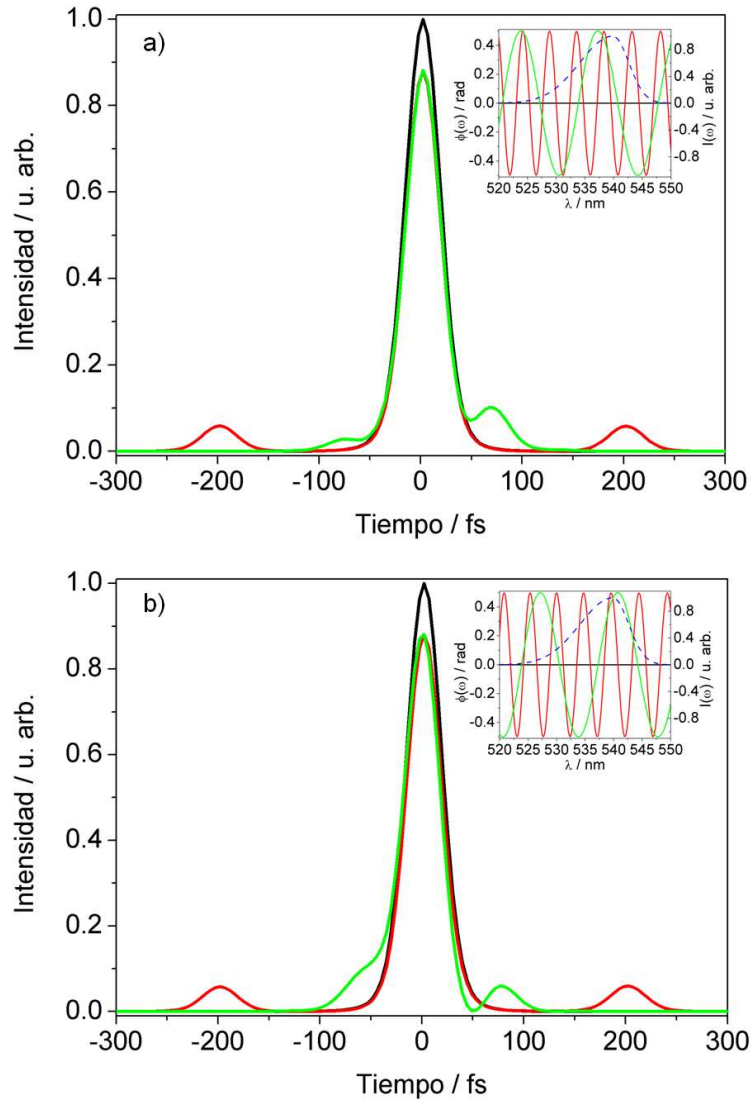 a)
Intensidad / u. arb.
1.0
0.8
0.6
0.4
0.2
0.0
-300 -200 -100 0 100 200 300
Tiempo / fs
ϕ(ω) / rad
0.4
0.2
0.0
-0.2
-0.4
I(ω) / u. arb.
0.8
0.4
0.0
-0.4
-0.8
520 525 530 535 540 545 550
λ / nm
b)
Intensidad / u. arb.
1.0
0.8
0.6
0.4
0.2
0.0
-300 -200 -100 0 100 200 300
Tiempo / fs
ϕ(ω) / rad
0.4
0.2
0.0
-0.2
-0.4
I(ω) / u. arb.
0.8
0.4
0.0
-0.4
-0.8
520 525 530 535 540 545 550
λ / nm